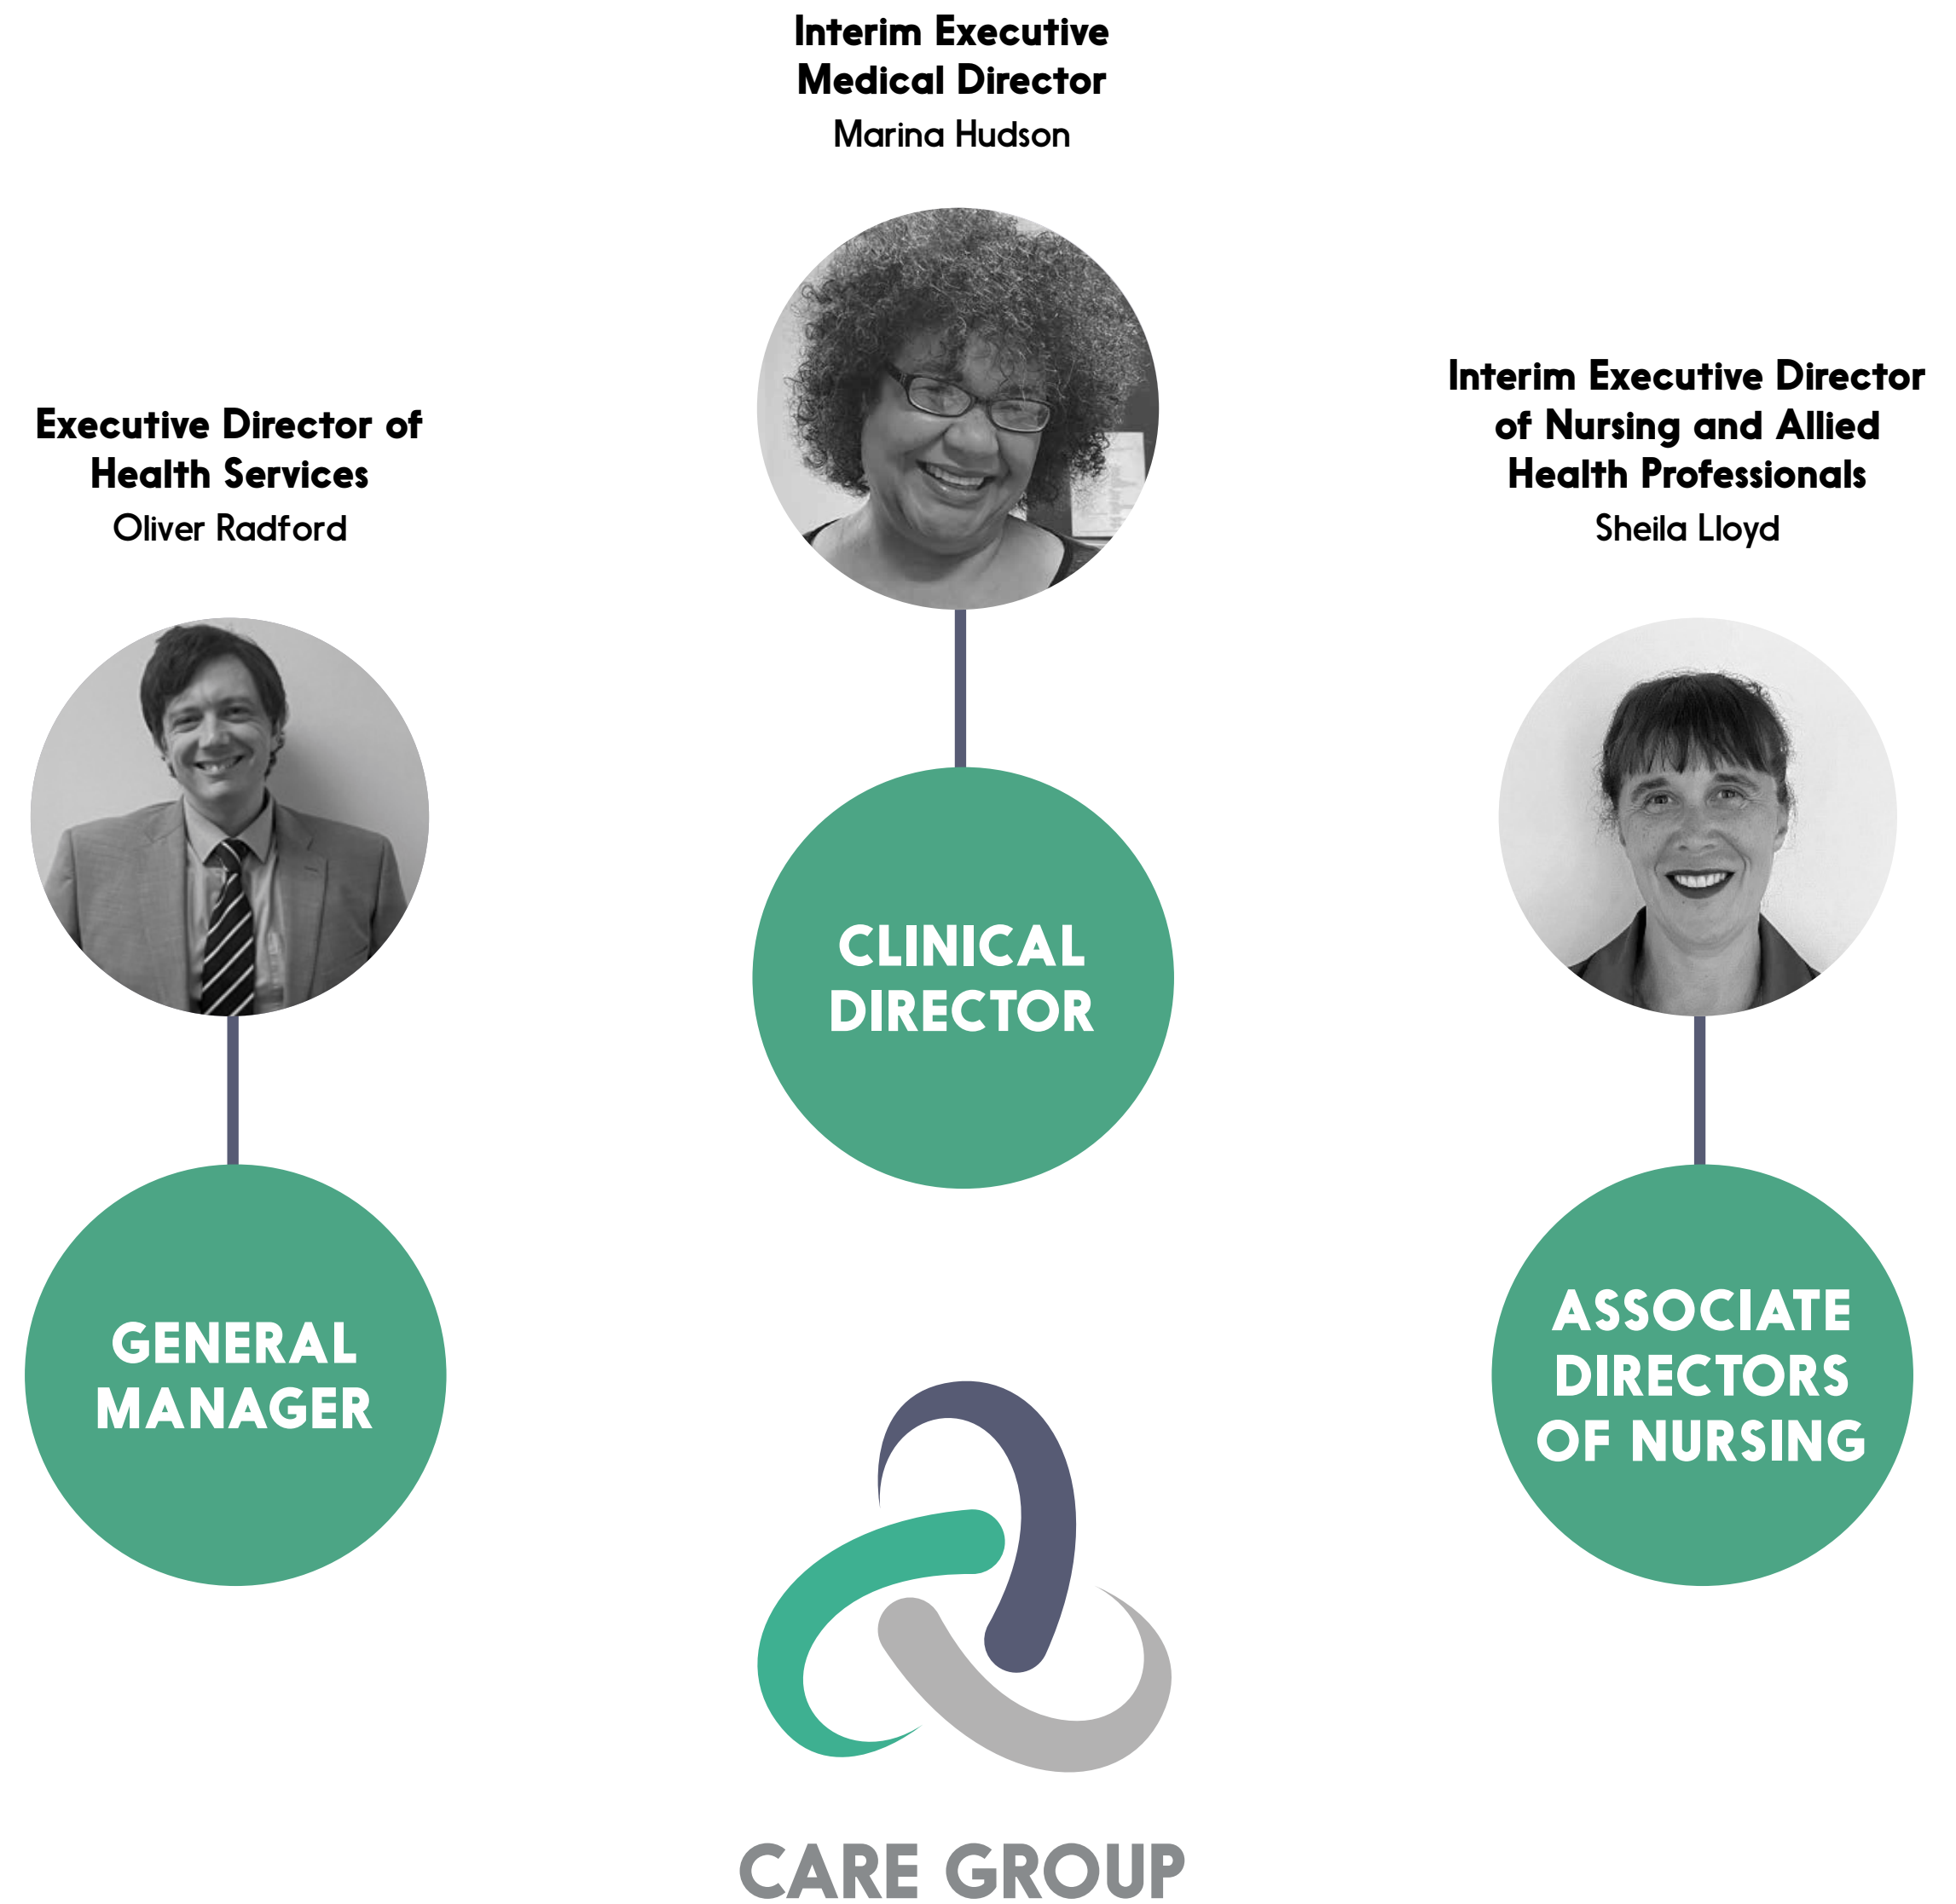 Interim Executive
Medical Director
Marina Hudson
Executive Director of
Health Services
Oliver Radford
Interim Executive Director
of Nursing and Allied
Health Professionals
Sheila Lloyd
CLINICAL
DIRECTOR
GENERAL
MANAGER
ASSOCIATE
DIRECTORS
OF NURSING
CARE GROUP